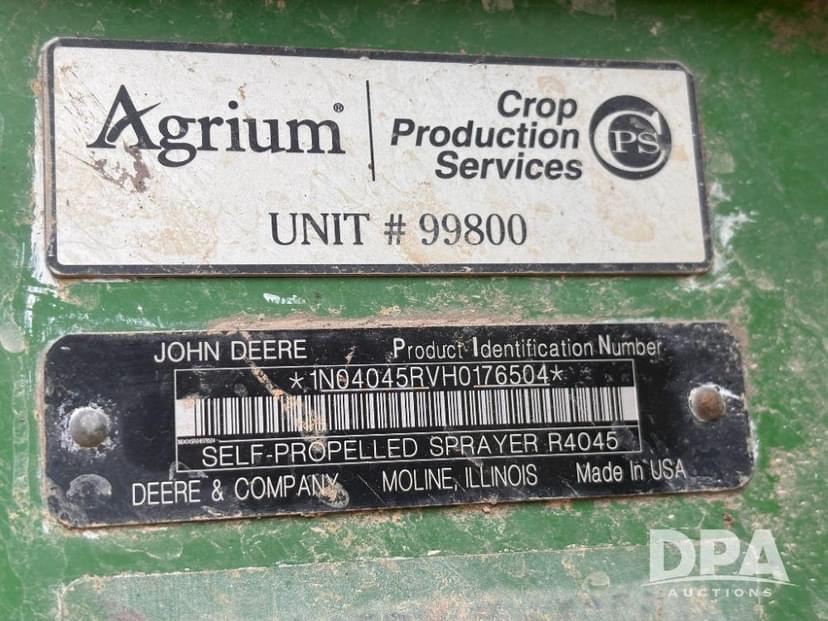 Agrium®
Crop
Production
Services
CPS
UNIT # 99800
JOHN DEERE Product Identification Number
*1N04045RVH0176504*
SELF-PROPELLED SPRAYER R4045
DEERE & COMPANY MOLINE, ILLINOIS Made In USA
DPA
AUCTIONS